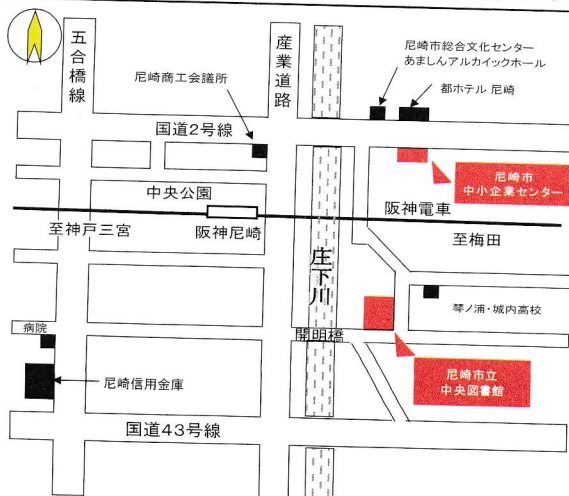 五合橋線
産業道路
尼崎市総合文化センター
あましんアルカイックホール
尼崎商工会議所
都ホテル 尼崎
国道2号線
尼崎市
中小企業センター
中央公園
阪神電車
至神戸三宮
阪神尼崎
至梅田
庄下川
琴ノ浦・城内高校
病院
開明橋
尼崎市立
中央図書館
尼崎信用金庫
国道43号線